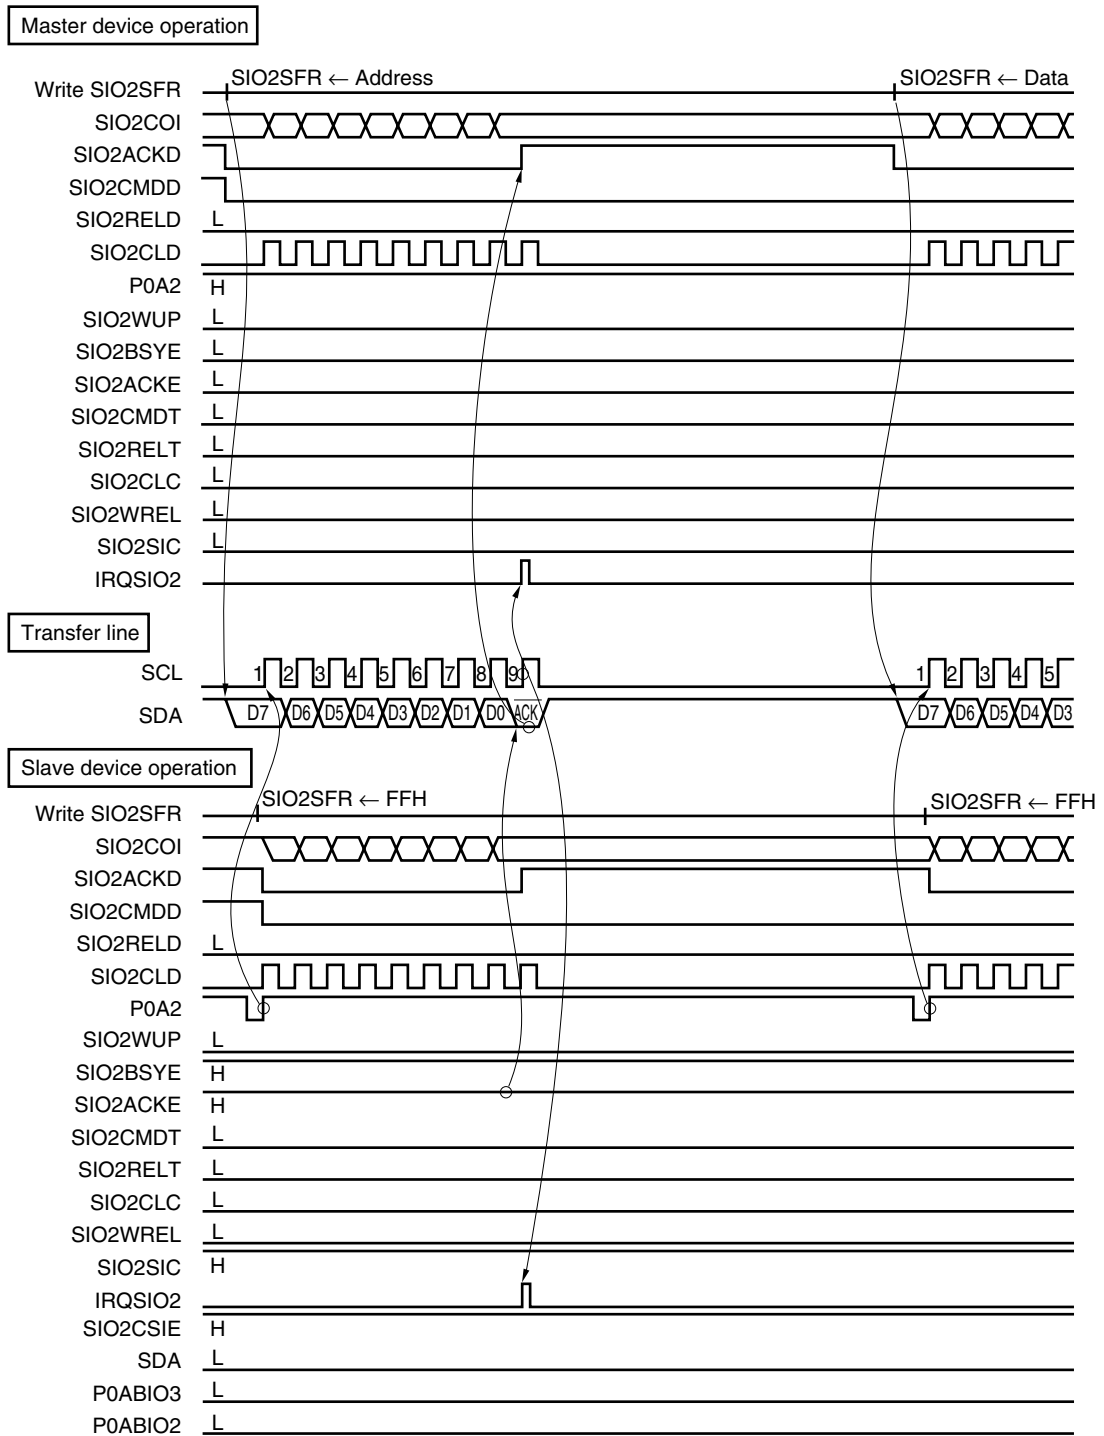 Master device operation
SIO2SFR ← Address
SIO2SFR ← Data
Write SIO2SFR
SIO2COI
SIO2ACKD
SIO2CMDD
SIO2RELD L
SIO2CLD
P0A2 H
SIO2WUP L
SIO2BSYE L
SIO2ACKE L
SIO2CMDT L
SIO2RELT L
SIO2CLC L
SIO2WREL L
SIO2SIC L
IRQSIO2
Transfer line
SCL 1 2 3 4 5 6 7 8 9 1 2 3 4 5
SDA D7 D6 D5 D4 D3 D2 D1 D0 ACK D7 D6 D5 D4 D3
Slave device operation
SIO2SFR ← FFH
SIO2SFR ← FFH
Write SIO2SFR
SIO2COI
SIO2ACKD
SIO2CMDD
SIO2RELD L
SIO2CLD
P0A2
SIO2WUP L
SIO2BSYE H
SIO2ACKE H
SIO2CMDT L
SIO2RELT L
SIO2CLC L
SIO2WREL L
SIO2SIC H
IRQSIO2
SIO2CSIE H
SDA L
P0ABIO3 L
P0ABIO2 L